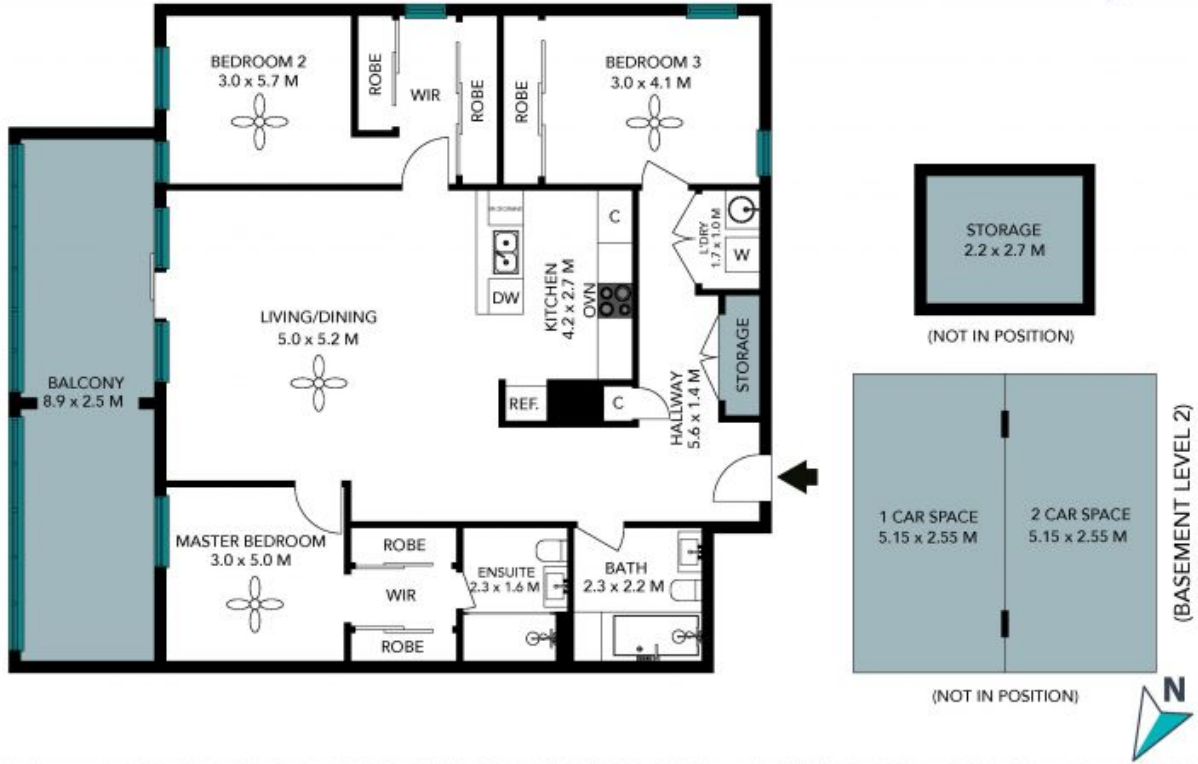 BEDROOM 2
3.0 x 5.7 M
ROBE
WIR
ROBE
ROBE
BEDROOM 3
3.0 x 4.1 M
BALCONY
8.9 x 2.5 M
LIVING/DINING
5.0 x 5.2 M
DW
KITCHEN
4.2 x 2.7 M
OVN
C
REF.
C
L'DRY
1.7 x 1.0 M
W
STORAGE
HALLWAY
5.6 x 1.4 M
MASTER BEDROOM
3.0 x 5.0 M
ROBE
WIR
ROBE
ENSUITE
2.3 x 1.6 M
BATH
2.3 x 2.2 M
STORAGE
2.2 x 2.7 M
(NOT IN POSITION)
1 CAR SPACE
5.15 x 2.55 M
2 CAR SPACE
5.15 x 2.55 M
(BASEMENT LEVEL 2)
(NOT IN POSITION)
N